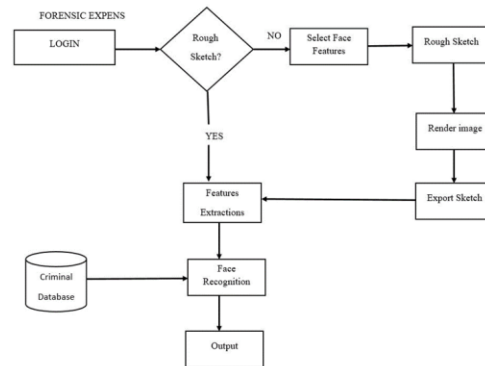 FORENSIC EXPENS
LOGIN
Rough
Sketch?
NO
Select Face
Features
Rough Sketch
Render image
Export Sketch
YES
Features
Extractions
Criminal
Database
Face
Recognition
Output